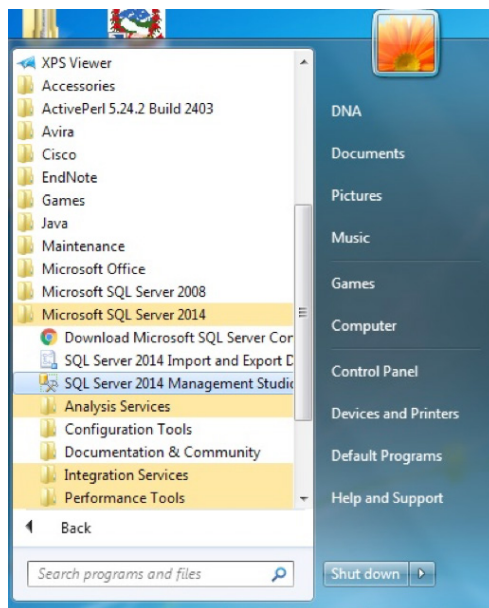 XPS Viewer
Accessories
ActivePerl 5.24.2 Build 2403
Avira
Cisco
EndNote
Games
Java
Maintenance
Microsoft Office
Microsoft SQL Server 2008
Microsoft SQL Server 2014
Download Microsoft SQL Server Com
SQL Server 2014 Import and Export D
SQL Server 2014 Management Studio
Analysis Services
Configuration Tools
Documentation & Community
Integration Services
Performance Tools
Back
Search programs and files
DNA
Documents
Pictures
Music
Games
Computer
Control Panel
Devices and Printers
Default Programs
Help and Support
Shut down